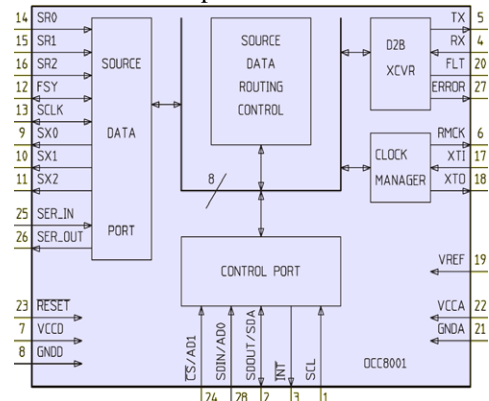 14 SR0
15 SR1
16 SR2
12 FSY
13 SCLK
9 SX0
10 SX1
11 SX2
25 SER_IN
26 SER_OUT
23 RESET
7 VCCD
8 GNDD
SOURCE
DATA
PORT
SOURCE
DATA
ROUTING
CONTROL
8
CONTROL PORT
D2B
XCVR
CLOCK
MANAGER
TX 5
RX 4
FLT 20
ERROR 27
RMCK 6
XTI 17
XTO 18
VREF 19
VCCA 22
GNDA 21
CS/AD1
SDIN/AD0
SDOUT/SDA
INT
SCL
OCC8001
24 28 2 3 1